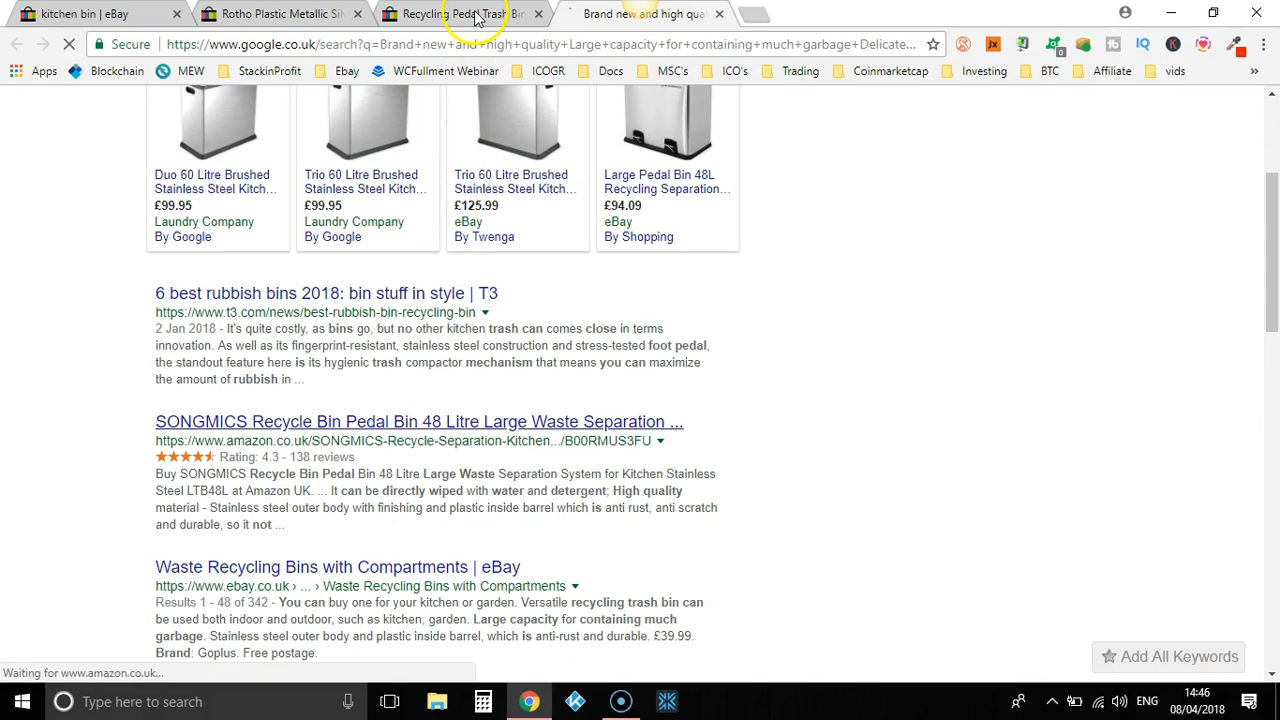 kitchen bin | eBay
Rotho Plastic Metallic Sil
Recycling Pedal Trash Bin
Brand new and high qual
Secure
https://www.google.co.uk/search?q=Brand+new+and+high+quality+Large+capacity+for+containing+much+garbage+Delicate...
Apps
Blockchain
MEW
StackinProfit
Ebay
WCFullment Webinar
ICOGR
Docs
MSC's
ICO's
Trading
Coinmarketcap
Investing
BTC
Affiliate
vids
»
Duo 60 Litre Brushed
Stainless Steel Kitch...
£99.95
Laundry Company
By Google
Trio 60 Litre Brushed
Stainless Steel Kitch...
£99.95
Laundry Company
By Google
Trio 60 Litre Brushed
Stainless Steel Kitch...
£125.99
eBay
By Twenga
Large Pedal Bin 48L
Recycling Separation...
£94.09
eBay
By Shopping
6 best rubbish bins 2018: bin stuff in style | T3
https://www.t3.com/news/best-rubbish-bin-recycling-bin
2 Jan 2018 - It's quite costly, as bins go, but no other kitchen trash can comes close in terms
innovation. As well as its fingerprint-resistant, stainless steel construction and stress-tested foot pedal,
the standout feature here is its hygienic trash compactor mechanism that means you can maximize
the amount of rubbish in ...
SONGMICS Recycle Bin Pedal Bin 48 Litre Large Waste Separation ...
https://www.amazon.co.uk/SONGMICS-Recycle-Separation-Kitchen.../B00RMUS3FU
Rating: 4.3 - 138 reviews
Buy SONGMICS Recycle Bin Pedal Bin 48 Litre Large Waste Separation System for Kitchen Stainless
Steel LTB48L at Amazon UK. ... It can be directly wiped with water and detergent; High quality
material - Stainless steel outer body with finishing and plastic inside barrel which is anti rust, anti scratch
and durable, so it not ...
Waste Recycling Bins with Compartments | eBay
https://www.ebay.co.uk › ... › Waste Recycling Bins with Compartments
Results 1 - 48 of 342 - You can buy one for your kitchen or garden. Versatile recycling trash bin can
be used both indoor and outdoor, such as kitchen, garden. Large capacity for containing much
garbage. Stainless steel outer body and plastic inside barrel, which is anti-rust and durable. £39.99.
Brand: Goplus. Free postage.
Add All Keywords
Waiting for www.amazon.co.uk...
Type here to search
ENG
14:46
08/04/2018